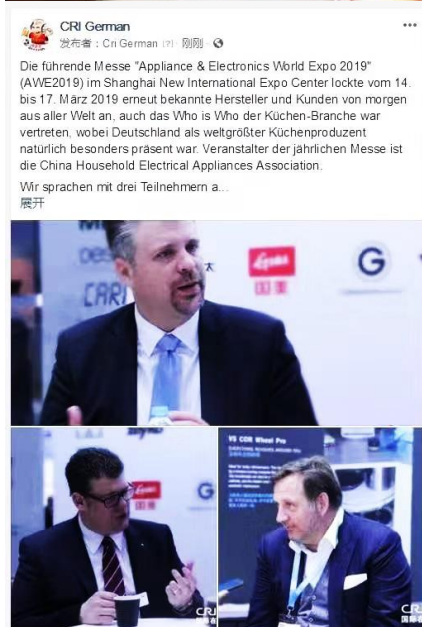 CRI German
发布者：Cri German [?]· 刚刚 ·
Die führende Messe "Appliance & Electronics World Expo 2019"
(AWE2019) im Shanghai New International Expo Center lockte vom 14.
bis 17. März 2019 erneut bekannte Hersteller und Kunden von morgen
aus aller Welt an, auch das Who is Who der Küchen-Branche war
vertreten, wobei Deutschland als weltgrößter Küchenproduzent
natürlich besonders präsent war. Veranstalter der jährlichen Messe ist
die China Household Electrical Appliances Association.
Wir sprachen mit drei Teilnehmern a...
展开
G
G
VS COR Wheel Pro
CRI
CRI